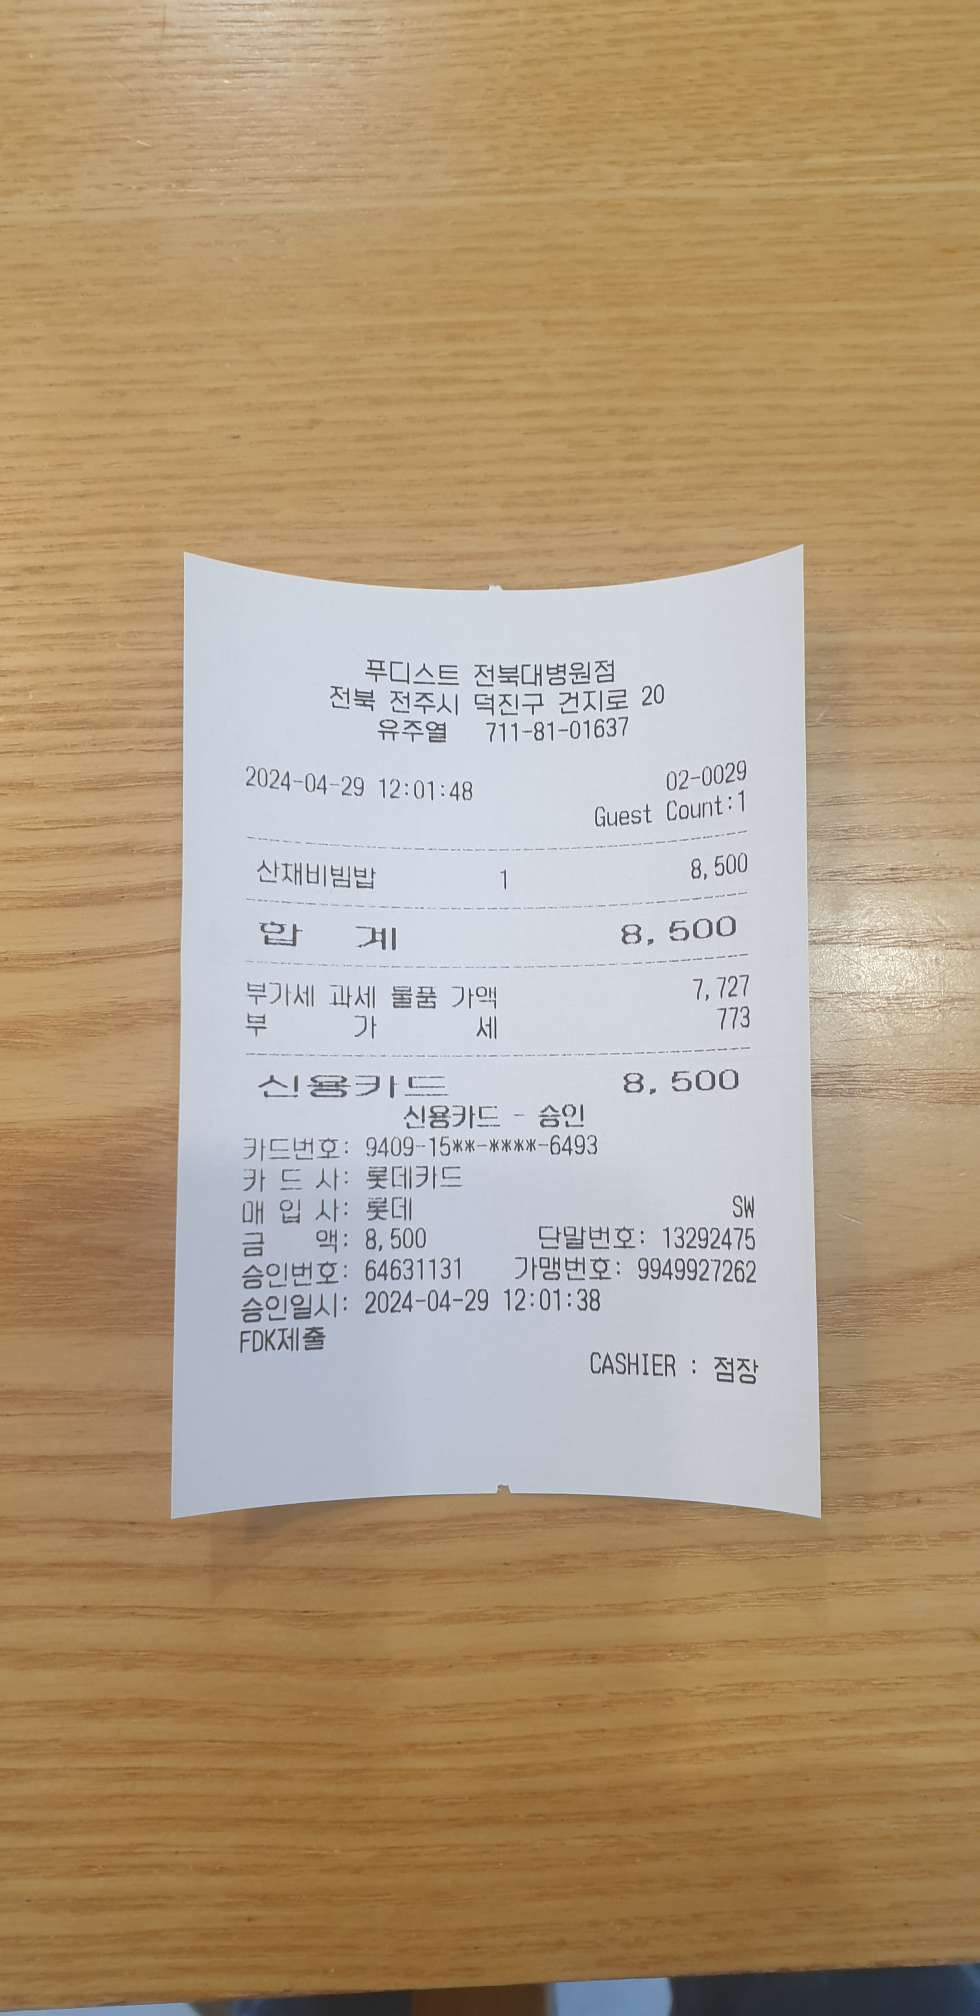 푸디스트 전북대병원점
전북 전주시 덕진구 건지로 20
유주열 711-81-01637
2024-04-29 12:01:48 02-0029
Guest Count:1
산재비빔밥 1 8,500
합 계 8,500
부가세 과세 물품 가액 7,727
부 가 세 773
신용카드 8,500
신용카드 - 승인
카드번호: 9409-15**-****-6493
카 드 사: 롯데카드
매 입 사: 롯데 SW
금 액: 8,500 단말번호: 13292475
승인번호: 64631131 가맹번호: 9949927262
승인일시: 2024-04-29 12:01:38
FDK제출
CASHIER : 점장